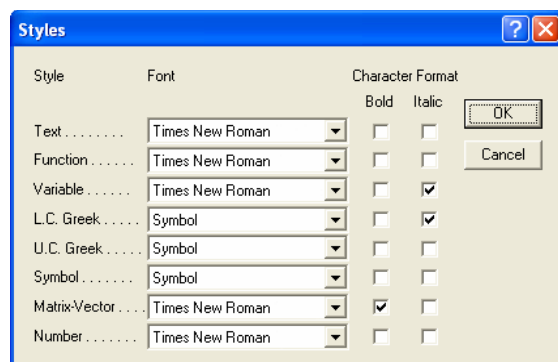 Styles
Style Font Character Format
Bold Italic
OK
Text . . . . . . . . Times New Roman
Function . . . . . . Times New Roman
Cancel
Variable . . . . . . Times New Roman
L.C. Greek . . . . . Symbol
U.C. Greek . . . . . Symbol
Symbol . . . . . . . Symbol
Matrix-Vector . . . . Times New Roman
Number . . . . . . . Times New Roman